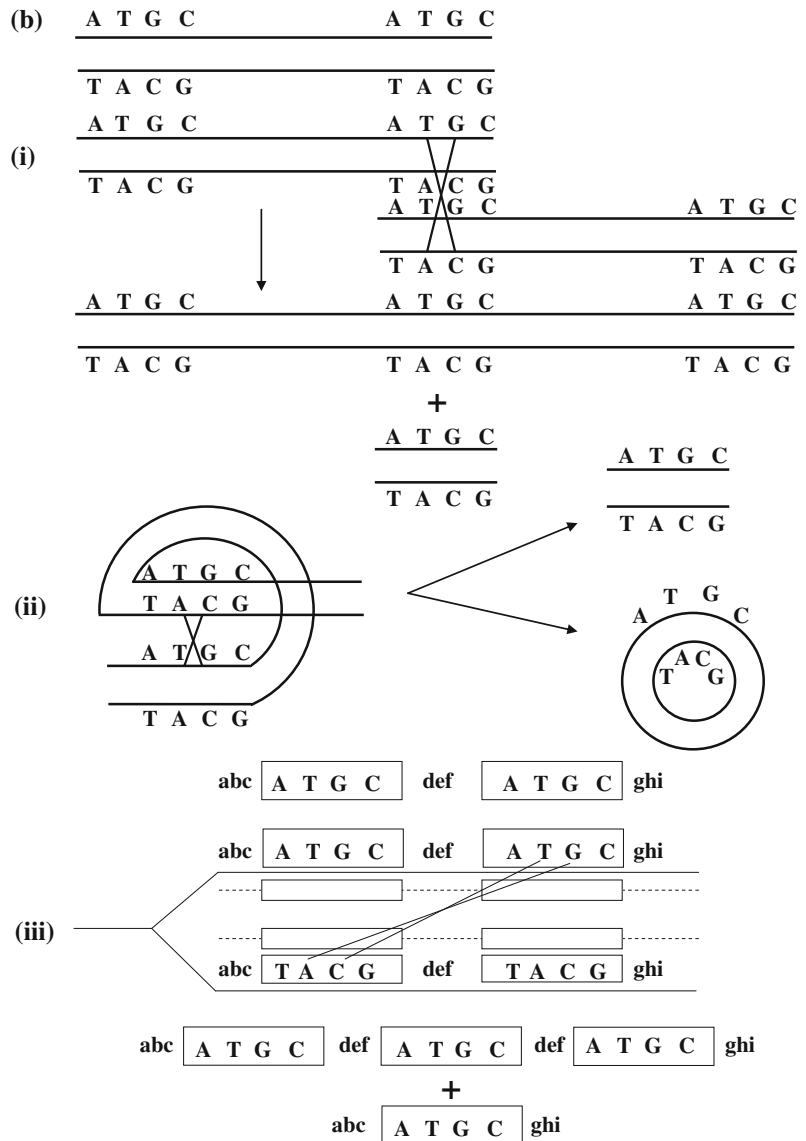 (b) A T G C A T G C
T A C G T A C G
A T G C A T G C
(i)
T A C G T A C G
A T G C A T G C
T A C G T A C G
A T G C A T G C A T G C
T A C G T A C G T A C G
+
A T G C
A T G C
T A C G
T A C G
(ii)
A T G C
T A C G
A T G C
T A C G
A T G C
T A C G
abc A T G C def A T G C ghi
abc A T G C def A T G C ghi
(iii)
abc T A C G def T A C G ghi
abc A T G C def A T G C def A T G C ghi
+
abc A T G C ghi